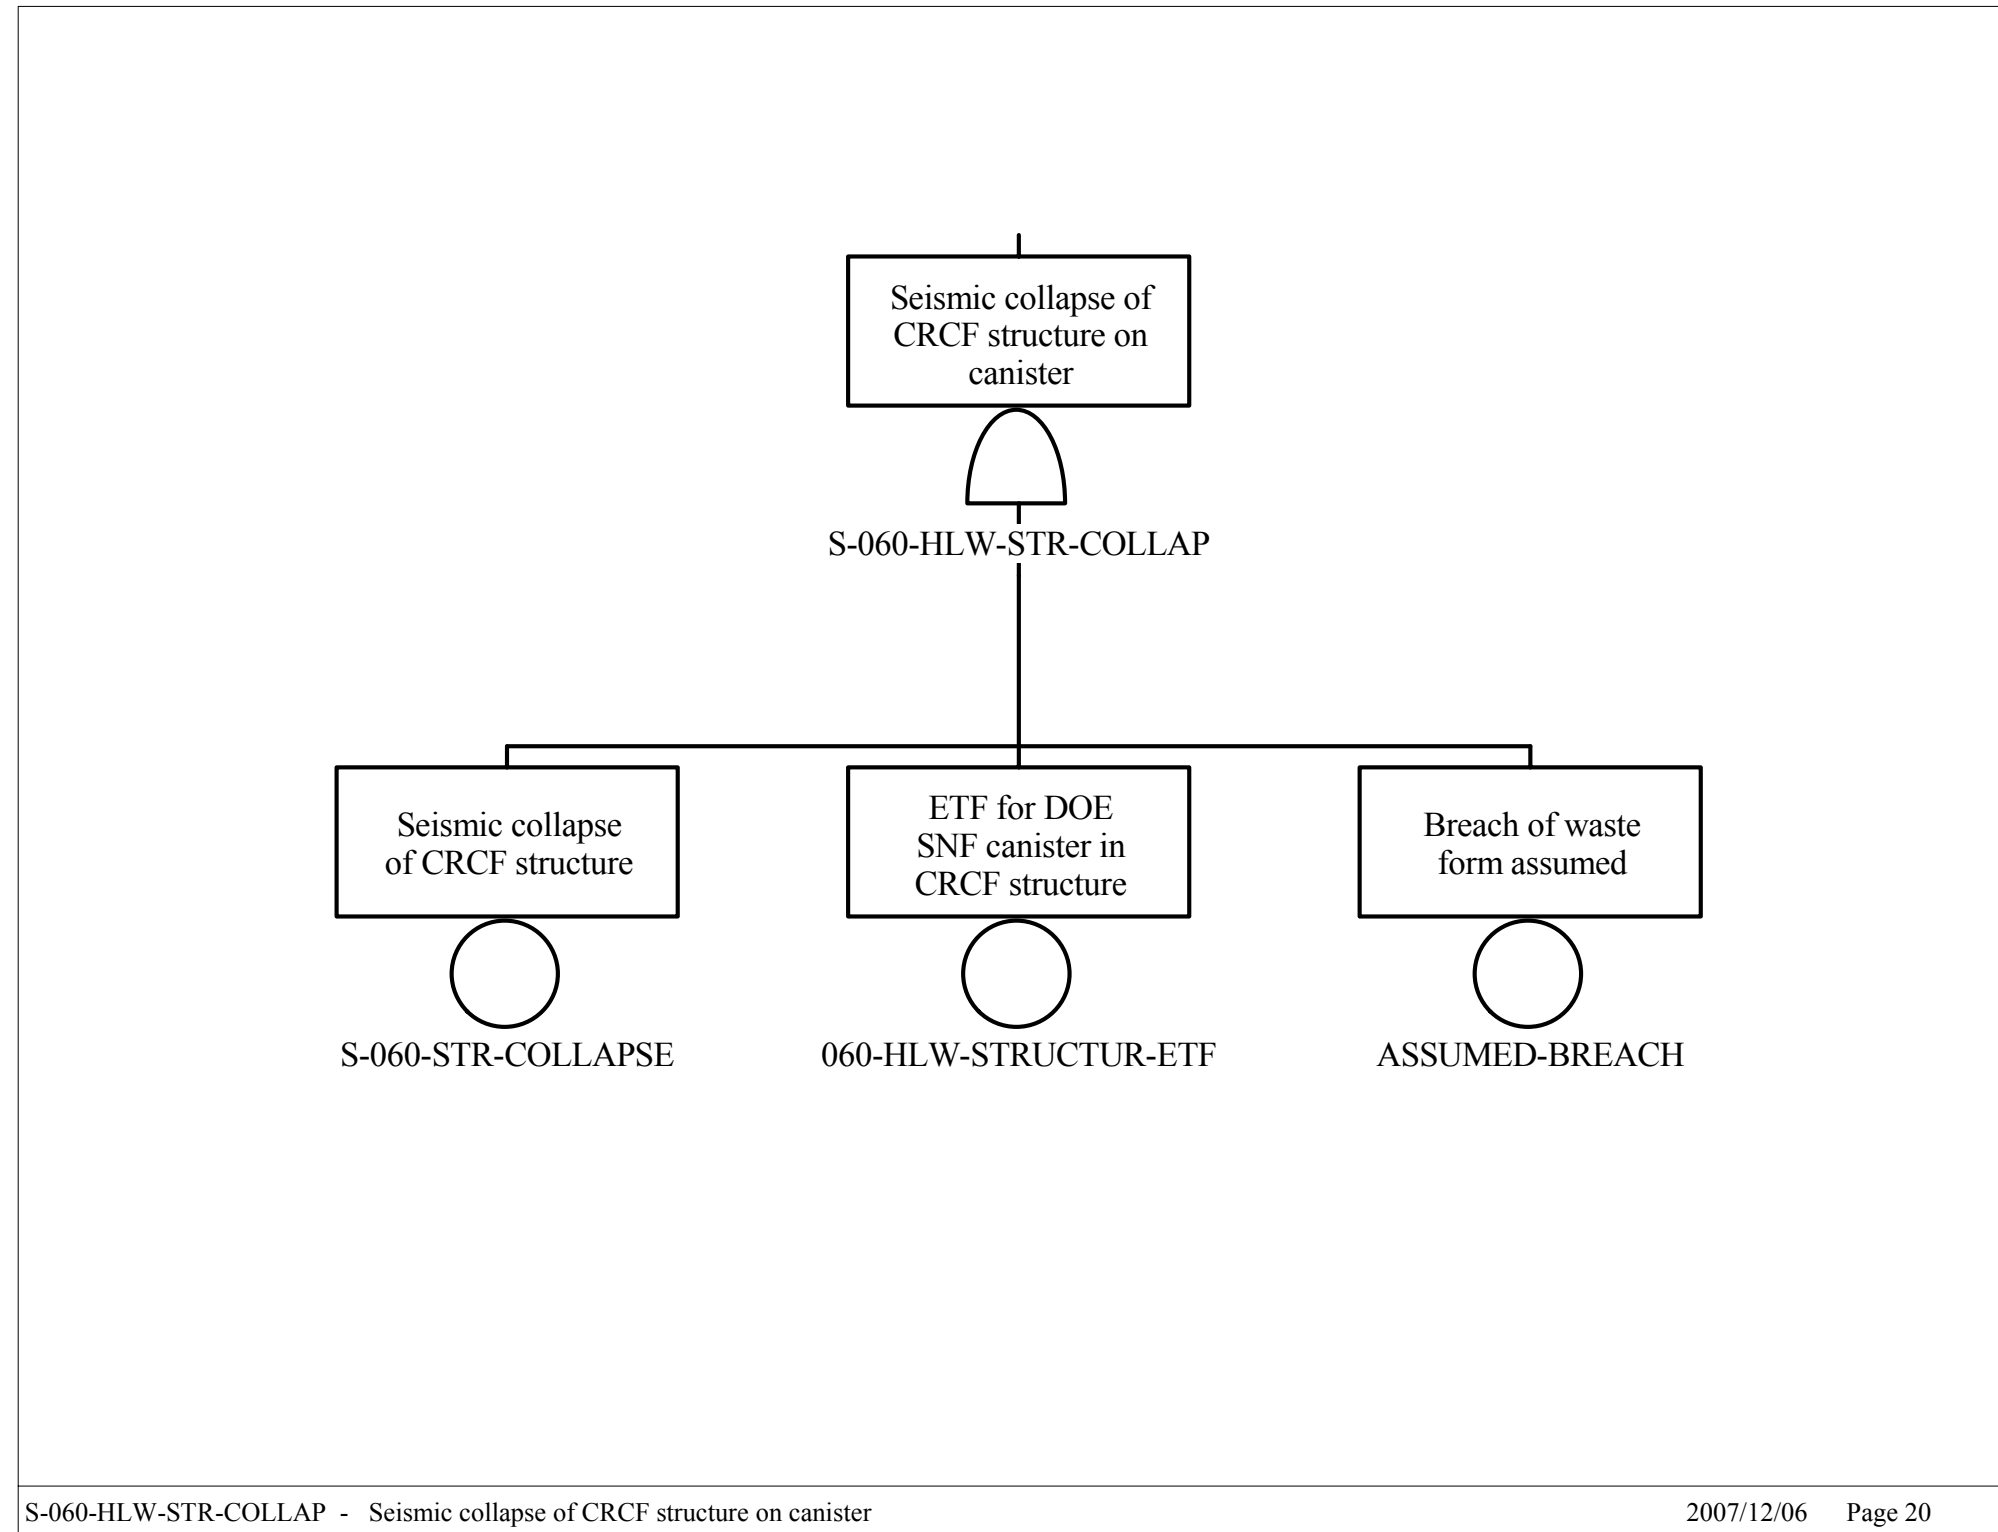 Seismic collapse of
CRCF structure on
canister
S-060-HLW-STR-COLLAP
Seismic collapse
of CRCF structure
S-060-STR-COLLAPSE
ETF for DOE
SNF canister in
CRCF structure
060-HLW-STRUCTUR-ETF
Breach of waste
form assumed
ASSUMED-BREACH
S-060-HLW-STR-COLLAP - Seismic collapse of CRCF structure on canister
2007/12/06 Page 20